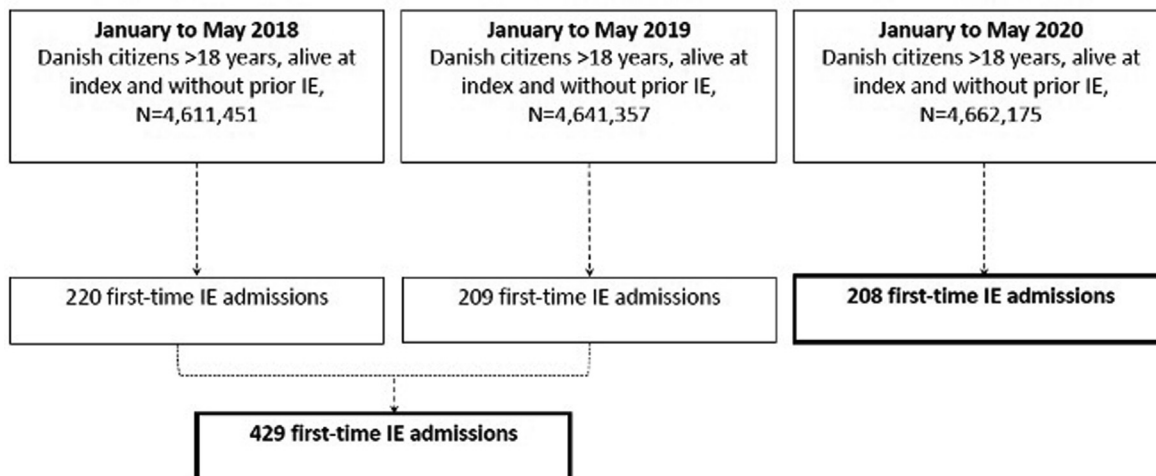 January to May 2018
Danish citizens >18 years, alive at
index and without prior IE,
N=4,611,451
January to May 2019
Danish citizens >18 years, alive at
index and without prior IE,
N=4,641,357
January to May 2020
Danish citizens >18 years, alive at
index and without prior IE,
N=4,662,175
220 first-time IE admissions
209 first-time IE admissions
208 first-time IE admissions
429 first-time IE admissions